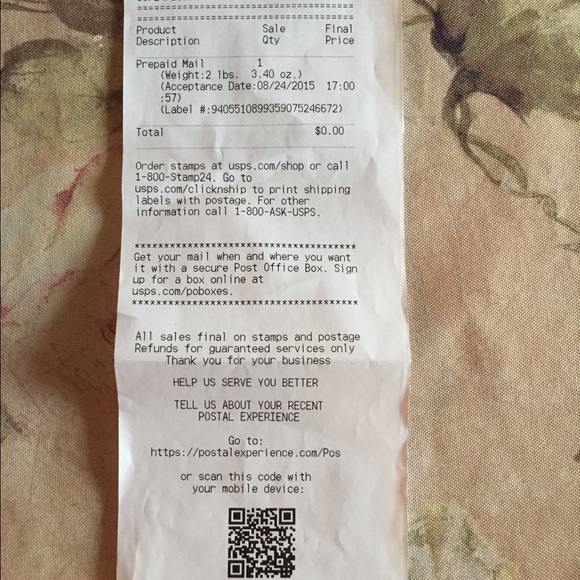 ========================================
========================================
Product Sale Final
Description Qty Price
Prepaid Mail 1
(Weight:2 lbs. 3.40 oz.)
(Acceptance Date:08/24/2015 17:00
:57)
(Label #:9405510899359075246672)
Total $0.00
Order stamps at usps.com/shop or call
1-800-Stamp24. Go to
usps.com/clicknship to print shipping
labels with postage. For other
information call 1-800-ASK-USPS.
****************************************
Get your mail when and where you want
it with a secure Post Office Box. Sign
up for a box online at
usps.com/poboxes.
****************************************
All sales final on stamps and postage
Refunds for guaranteed services only
Thank you for your business
HELP US SERVE YOU BETTER
TELL US ABOUT YOUR RECENT
POSTAL EXPERIENCE
Go to:
https://postalexperience.com/Pos
or scan this code with
your mobile device: